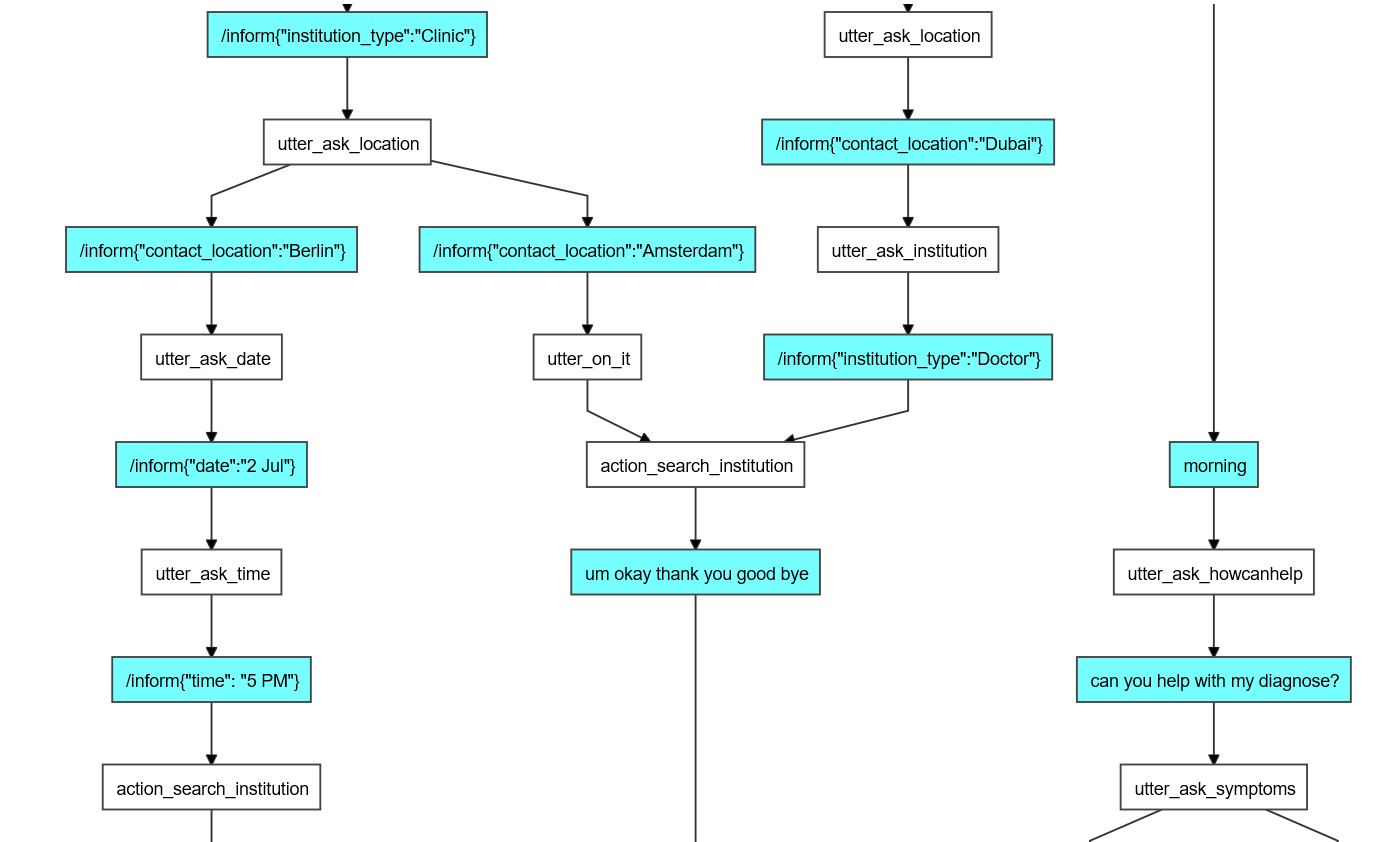 /inform{"institution_type":"Clinic"}
utter_ask_location
utter_ask_location
/inform{"contact_location":"Dubai"}
/inform{"contact_location":"Berlin"}
/inform{"contact_location":"Amsterdam"}
utter_ask_institution
utter_ask_date
utter_on_it
/inform{"institution_type":"Doctor"}
/inform{"date":"2 Jul"}
action_search_institution
morning
utter_ask_time
um okay thank you good bye
utter_ask_howcanhelp
/inform{"time": "5 PM"}
can you help with my diagnose?
action_search_institution
utter_ask_symptoms